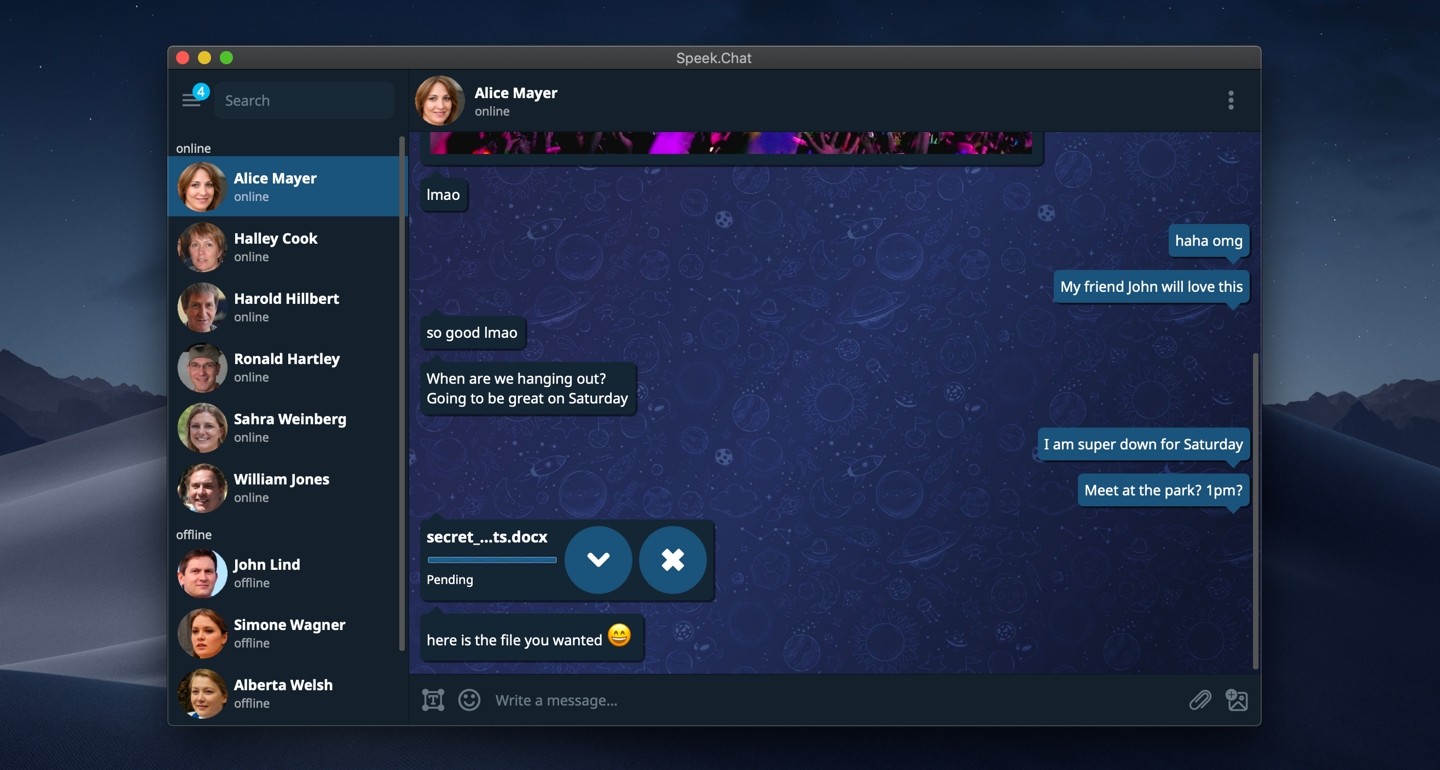 Speek.Chat
4
Search
online
Alice Mayer
online
Halley Cook
online
Harold Hillbert
online
Ronald Hartley
online
Sahra Weinberg
online
William Jones
online
offline
John Lind
offline
Simone Wagner
offline
Alberta Welsh
offline
Alice Mayer
online
lmao
haha omg
My friend John will love this
so good lmao
When are we hanging out?
Going to be great on Saturday
I am super down for Saturday
Meet at the park? 1pm?
secret_...ts.docx
Pending
here is the file you wanted 😄
T
Write a message...